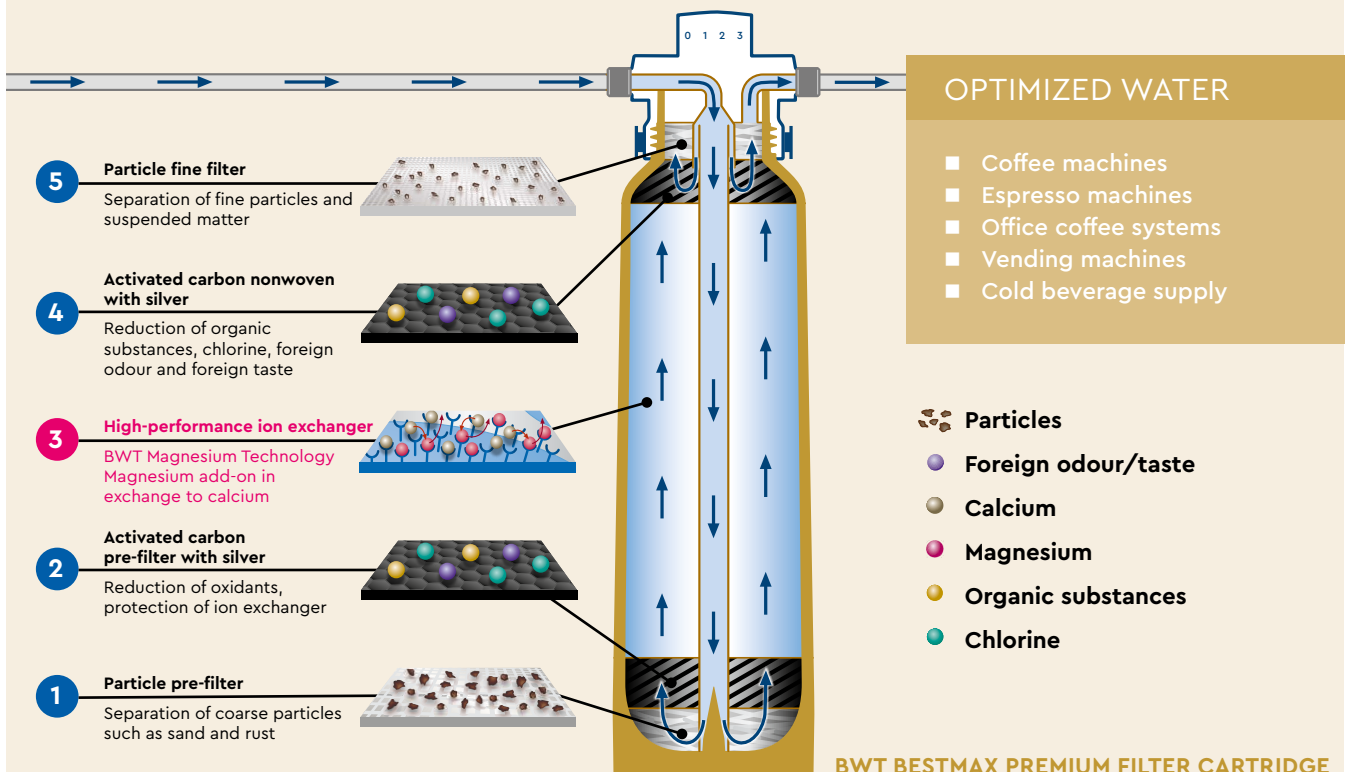 0 1 2 3
OPTIMIZED WATER
Coffee machines
Espresso machines
Office coffee systems
Vending machines
Cold beverage supply
5
Particle fine filter
Separation of fine particles and
suspended matter
4
Activated carbon nonwoven
with silver
Reduction of organic
substances, chlorine, foreign
odour and foreign taste
3
High-performance ion exchanger
BWT Magnesium Technology
Magnesium add-on in
exchange to calcium
2
Activated carbon
pre-filter with silver
Reduction of oxidants,
protection of ion exchanger
1
Particle pre-filter
Separation of coarse particles
such as sand and rust
Particles
Foreign odour/taste
Calcium
Magnesium
Organic substances
Chlorine
BWT BESTMAX PREMIUM FILTER CARTRIDGE